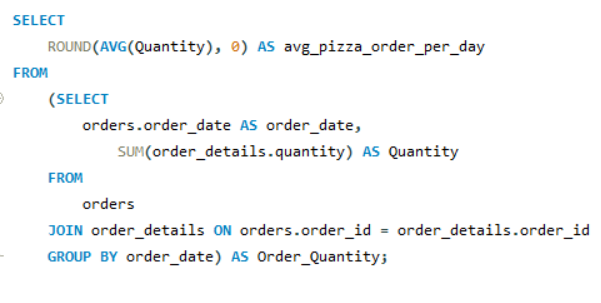 SELECT
ROUND(AVG(Quantity), 0) AS avg_pizza_order_per_day
FROM
(SELECT
orders.order_date AS order_date,
SUM(order_details.quantity) AS Quantity
FROM
orders
JOIN order_details ON orders.order_id = order_details.order_id
GROUP BY order_date) AS Order_Quantity;